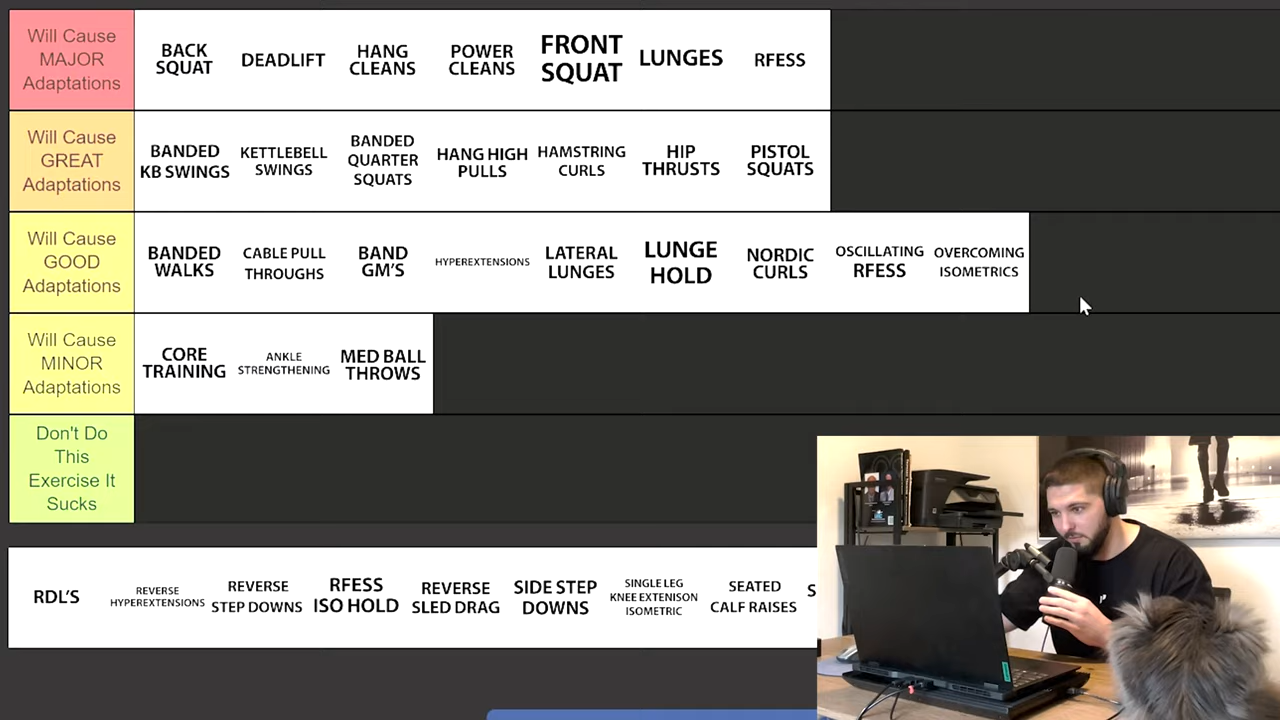 Will Cause
MAJOR
Adaptations
BACK
SQUAT
DEADLIFT
HANG
CLEANS
POWER
CLEANS
FRONT
SQUAT
LUNGES
RFESS
Will Cause
GREAT
Adaptations
BANDED
KB SWINGS
KETTLEBELL
SWINGS
BANDED
QUARTER
SQUATS
HANG HIGH
PULLS
HAMSTRING
CURLS
HIP
THRUSTS
PISTOL
SQUATS
Will Cause
GOOD
Adaptations
BANDED
WALKS
CABLE PULL
THROUGHS
BAND
GM'S
HYPEREXTENSIONS
LATERAL
LUNGES
LUNGE
HOLD
NORDIC
CURLS
OSCILLATING
RFESS
OVERCOMING
ISOMETRICS
Will Cause
MINOR
Adaptations
CORE
TRAINING
ANKLE
STRENGTHENING
MED BALL
THROWS
Don't Do
This
Exercise It
Sucks
RDL'S
REVERSE
HYPEREXTENSIONS
REVERSE
STEP DOWNS
RFESS
ISO HOLD
REVERSE
SLED DRAG
SIDE STEP
DOWNS
SINGLE LEG
KNEE EXTENISON
ISOMETRIC
SEATED
CALF RAISES